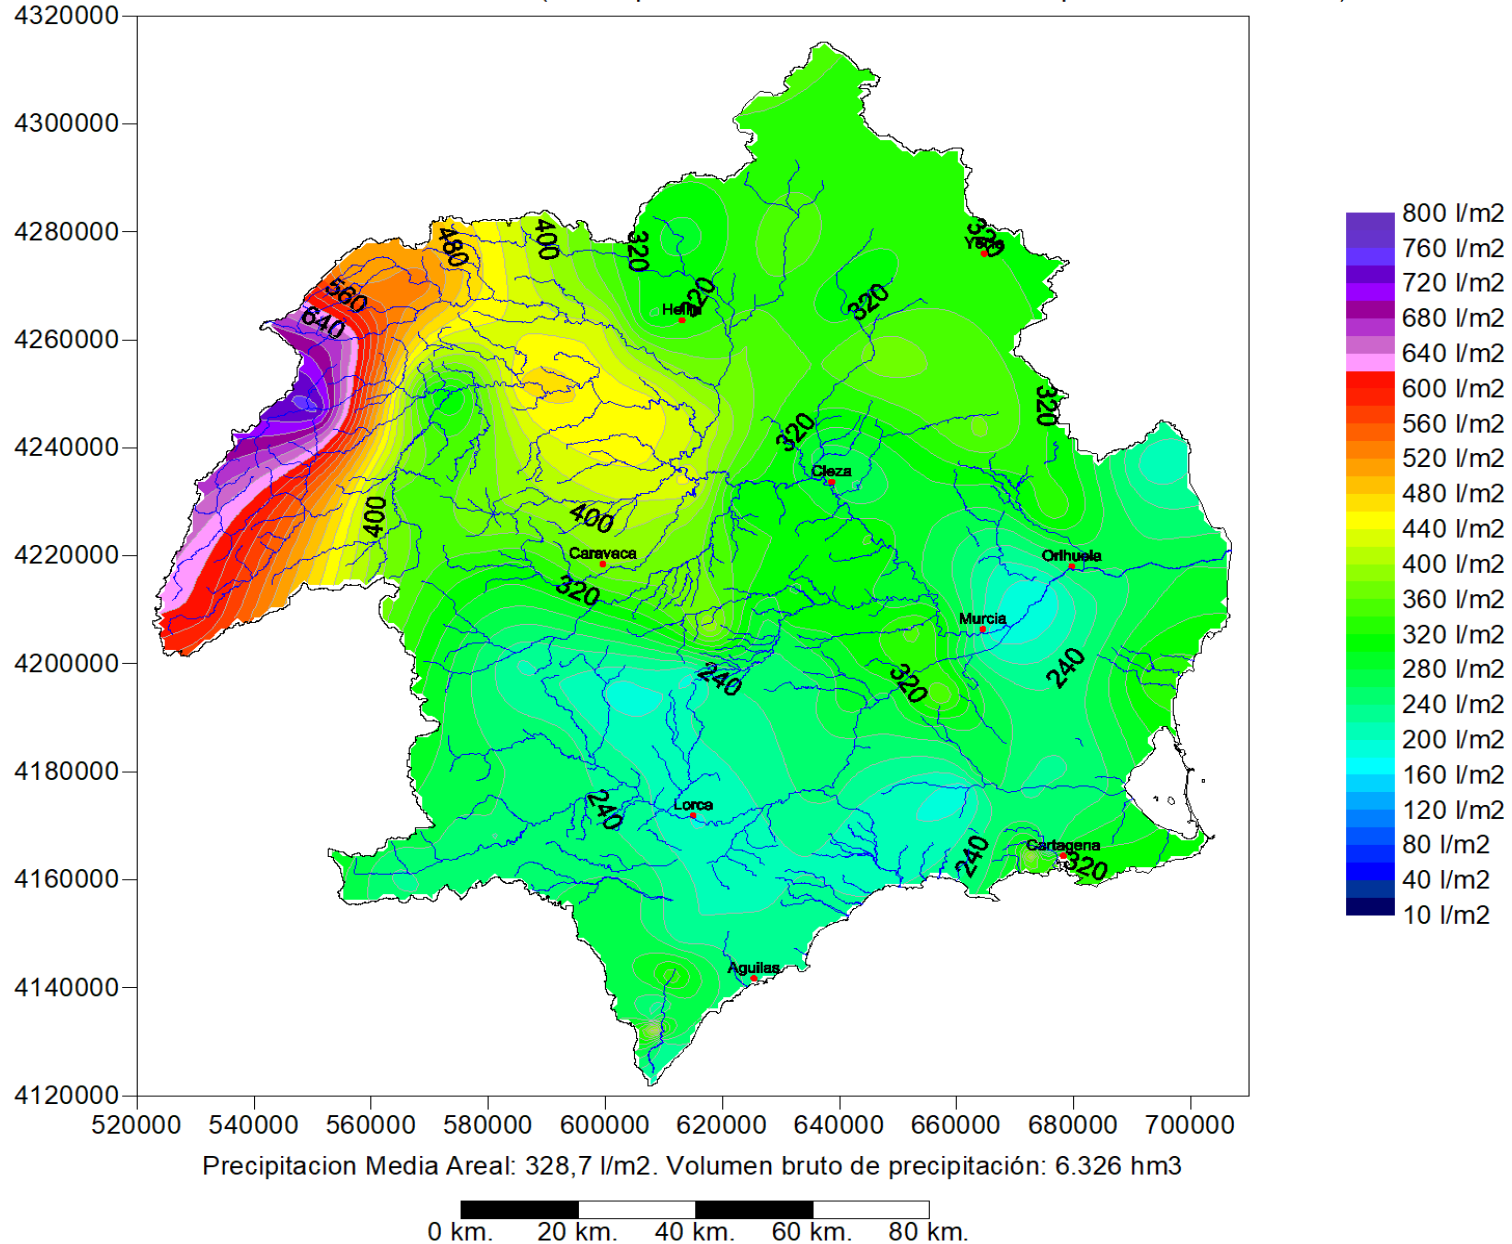 4320000
4300000
4280000
4260000
4240000
4220000
4200000
4180000
4160000
4140000
4120000
520000 540000 560000 580000 600000 620000 640000 660000 680000 700000
480
400
320
320
560
640
320
320
Hellin
320
320
Cieza
400
400
Caravaca
320
Orihuela
Murcia
240
240
320
Lorca
240
240
Cartagena
320
Aguilas
800 l/m2
760 l/m2
720 l/m2
680 l/m2
640 l/m2
600 l/m2
560 l/m2
520 l/m2
480 l/m2
440 l/m2
400 l/m2
360 l/m2
320 l/m2
280 l/m2
240 l/m2
200 l/m2
160 l/m2
120 l/m2
80 l/m2
40 l/m2
10 l/m2
Precipitacion Media Areal: 328,7 l/m2. Volumen bruto de precipitación: 6.326 hm3
0 km. 20 km. 40 km. 60 km. 80 km.